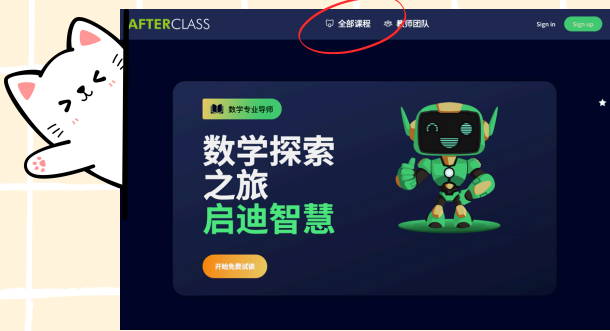 AFTERCLASS
全部课程
教师团队
Sign in
Sign up
数学专业导师
数学探索
之旅
启迪智慧
开始免费试课